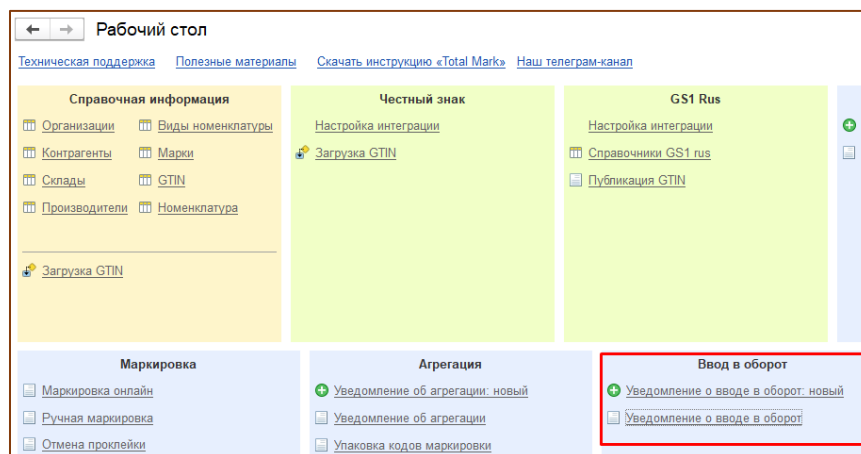 Рабочий стол
Техническая поддержка Полезные материалы Скачать инструкцию «Total Mark» Наш телеграм-канал
Справочная информация
Организации Виды номенклатуры
Контрагенты Марки
Склады GTIN
Производители Номенклатура
Загрузка GTIN
Честный знак
Настройка интеграции
Загрузка GTIN
GS1 Rus
Настройка интеграции
Справочники GS1 rus
Публикация GTIN
Маркировка
Маркировка онлайн
Ручная маркировка
Отмена проклейки
Агрегация
Уведомление об агрегации: новый
Уведомление об агрегации
Упаковка кодов маркировки
Ввод в оборот
Уведомление о вводе в оборот: новый
Уведомление о вводе в оборот